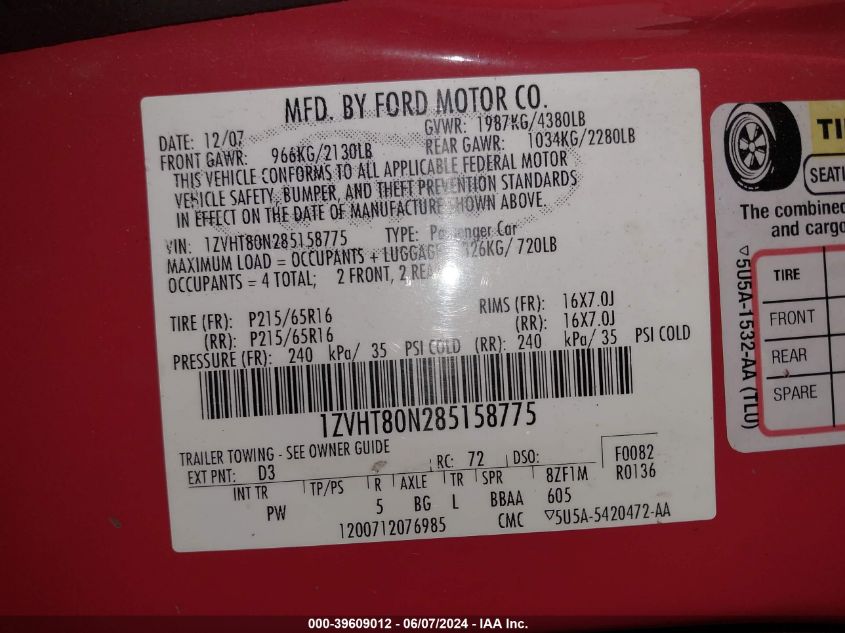 MFD. BY FORD MOTOR CO.
DATE: 12/07 GVWR: 1987KG/4380LB
FRONT GAWR: 966KG/2130LB REAR GAWR: 1034KG/2280LB
THIS VEHICLE CONFORMS TO ALL APPLICABLE FEDERAL MOTOR
VEHICLE SAFETY, BUMPER, AND THEFT PREVENTION STANDARDS
IN EFFECT ON THE DATE OF MANUFACTURE SHOWN ABOVE.
VIN: 1ZVHT80N285158775 TYPE: Passenger Car
MAXIMUM LOAD = OCCUPANTS + LUGGAGE 326KG/ 720LB
OCCUPANTS = 4 TOTAL; 2 FRONT, 2 REAR
TIRE (FR): P215/65R16 RIMS (FR): 16X7.0J
(RR): P215/65R16 (RR): 16X7.0J
PRESSURE (FR): 240 kPa/ 35 PSI COLD (RR): 240 kPa/ 35 PSI COLD
1ZVHT80N285158775
TRAILER TOWING - SEE OWNER GUIDE
EXT PNT: D3 RC: 72 DSO: F0082
INT TR TP/PS R AXLE TR SPR 8ZF1M R0136
PW 5 BG L BBAA 605
1200712076985 CMC ▽5U5A-5420472-AA
TI
SEATI
The combined
and cargo
TIRE
FRONT
REAR
SPARE
▽5U5A-1532-AA (TLU)
000-39609012 - 06/07/2024 - IAA Inc.